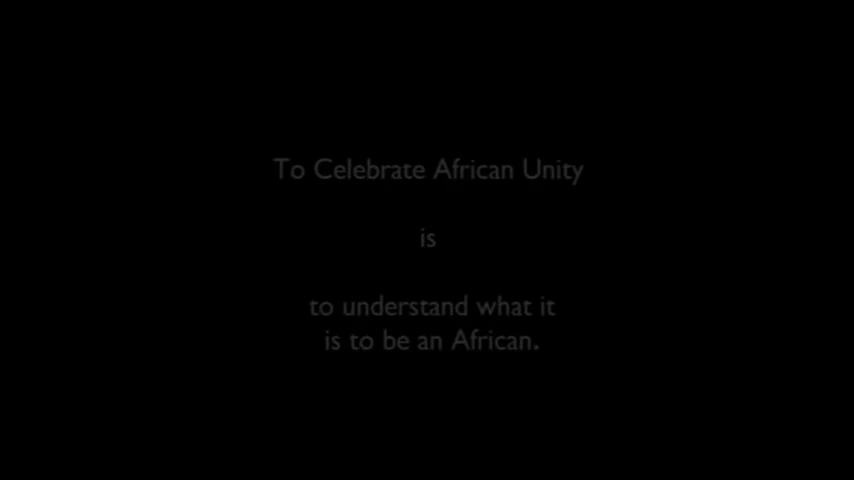 To Celebrate African Unity
is
to understand what it
is to be an African.